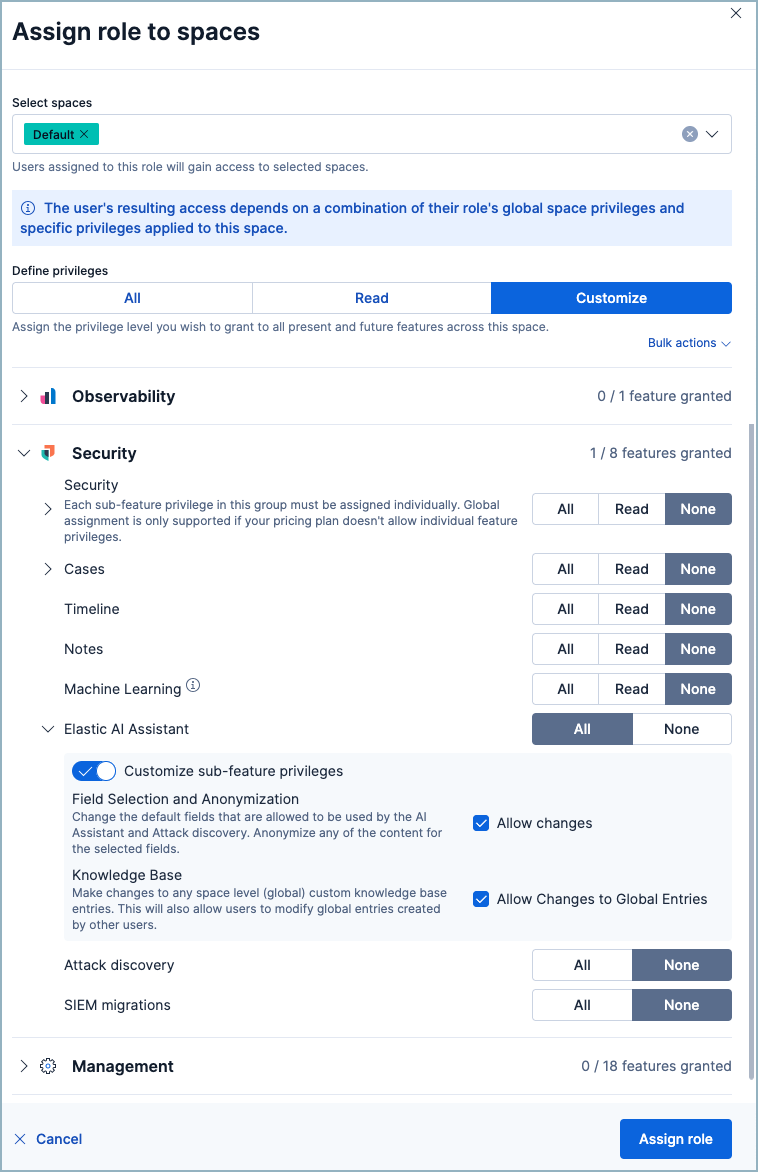 Assign role to spaces
Select spaces
Default
Users assigned to this role will gain access to selected spaces.
The user's resulting access depends on a combination of their role's global space privileges and
specific privileges applied to this space.
Define privileges
All Read Customize
Assign the privilege level you wish to grant to all present and future features across this space.
Bulk actions
Observability 0 / 1 feature granted
Security 1 / 8 features granted
Security
Each sub-feature privilege in this group must be assigned individually. Global
assignment is only supported if your pricing plan doesn't allow individual feature
privileges.
All Read None
Cases All Read None
Timeline All Read None
Notes All Read None
Machine Learning All Read None
Elastic AI Assistant All None
Customize sub-feature privileges
Field Selection and Anonymization
Change the default fields that are allowed to be used by the AI
Assistant and Attack discovery. Anonymize any of the content for
the selected fields.
Allow changes
Knowledge Base
Make changes to any space level (global) custom knowledge base
entries. This will also allow users to modify global entries created
by other users.
Allow Changes to Global Entries
Attack discovery All None
SIEM migrations All None
Management 0 / 18 features granted
Cancel Assign role